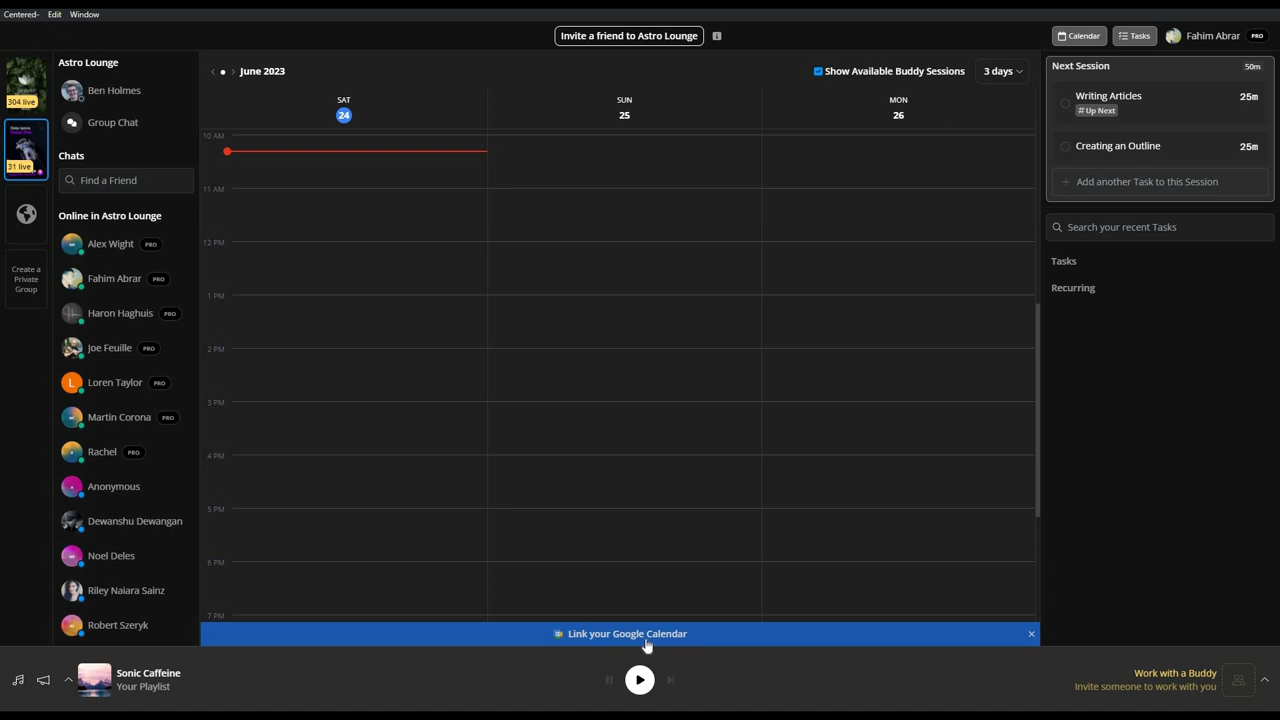 Centered- Edit Window
Invite a friend to Astro Lounge
Calendar
Tasks
Fahim Abrar PRO
304 live
31 live
Create a
Private
Group
Astro Lounge
Ben Holmes
Group Chat
Chats
Find a Friend
Online in Astro Lounge
Alex Wight PRO
Fahim Abrar PRO
Haron Haghuis PRO
Joe Feuille PRO
L Loren Taylor PRO
Martin Corona PRO
Rachel PRO
Anonymous
Dewanshu Dewangan
Noel Deles
Riley Naiara Sainz
Robert Szeryk
June 2023
Show Available Buddy Sessions
3 days
SAT
24
SUN
25
MON
26
10 AM
11 AM
12 PM
1 PM
2 PM
3 PM
4 PM
5 PM
6 PM
7 PM
Link your Google Calendar
Next Session 50m
Writing Articles 25m
# Up Next
Creating an Outline 25m
+ Add another Task to this Session
Search your recent Tasks
Tasks
Recurring
Sonic Caffeine
Your Playlist
Work with a Buddy
Invite someone to work with you